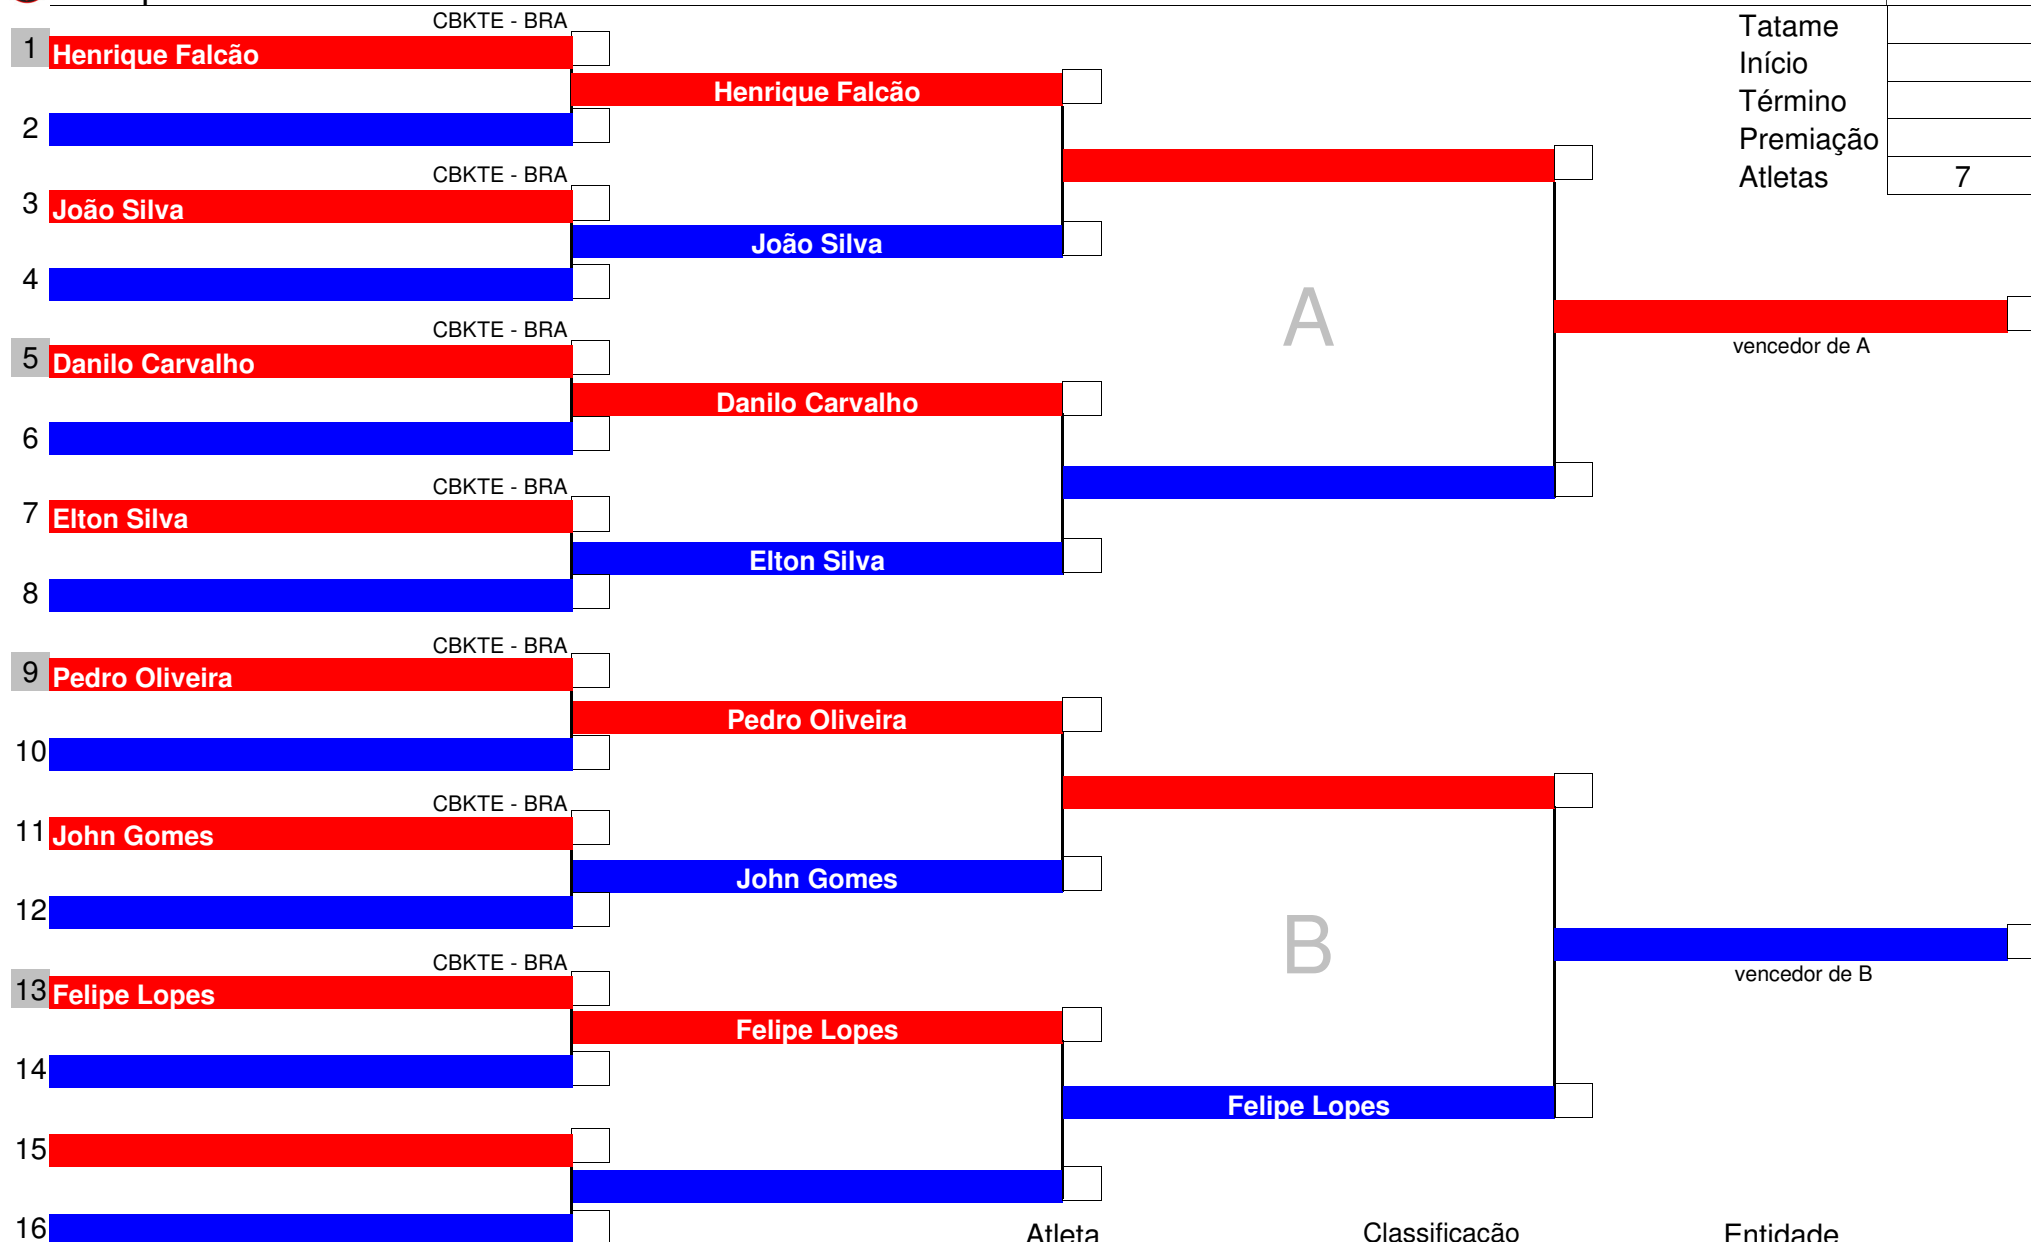 CBKTE - BRA
Tatame
1 Henrique Falcão
Início
Henrique Falcão
Término
2
Premiação
CBKTE - BRA
Atletas 7
3 João Silva
João Silva
4
A
CBKTE - BRA
vencedor de A
5 Danilo Carvalho
Danilo Carvalho
6
CBKTE - BRA
7 Elton Silva
Elton Silva
8
CBKTE - BRA
9 Pedro Oliveira
Pedro Oliveira
10
CBKTE - BRA
11 John Gomes
John Gomes
12
B
CBKTE - BRA
vencedor de B
13 Felipe Lopes
Felipe Lopes
14
Felipe Lopes
15
16
Atleta Classificação Entidade